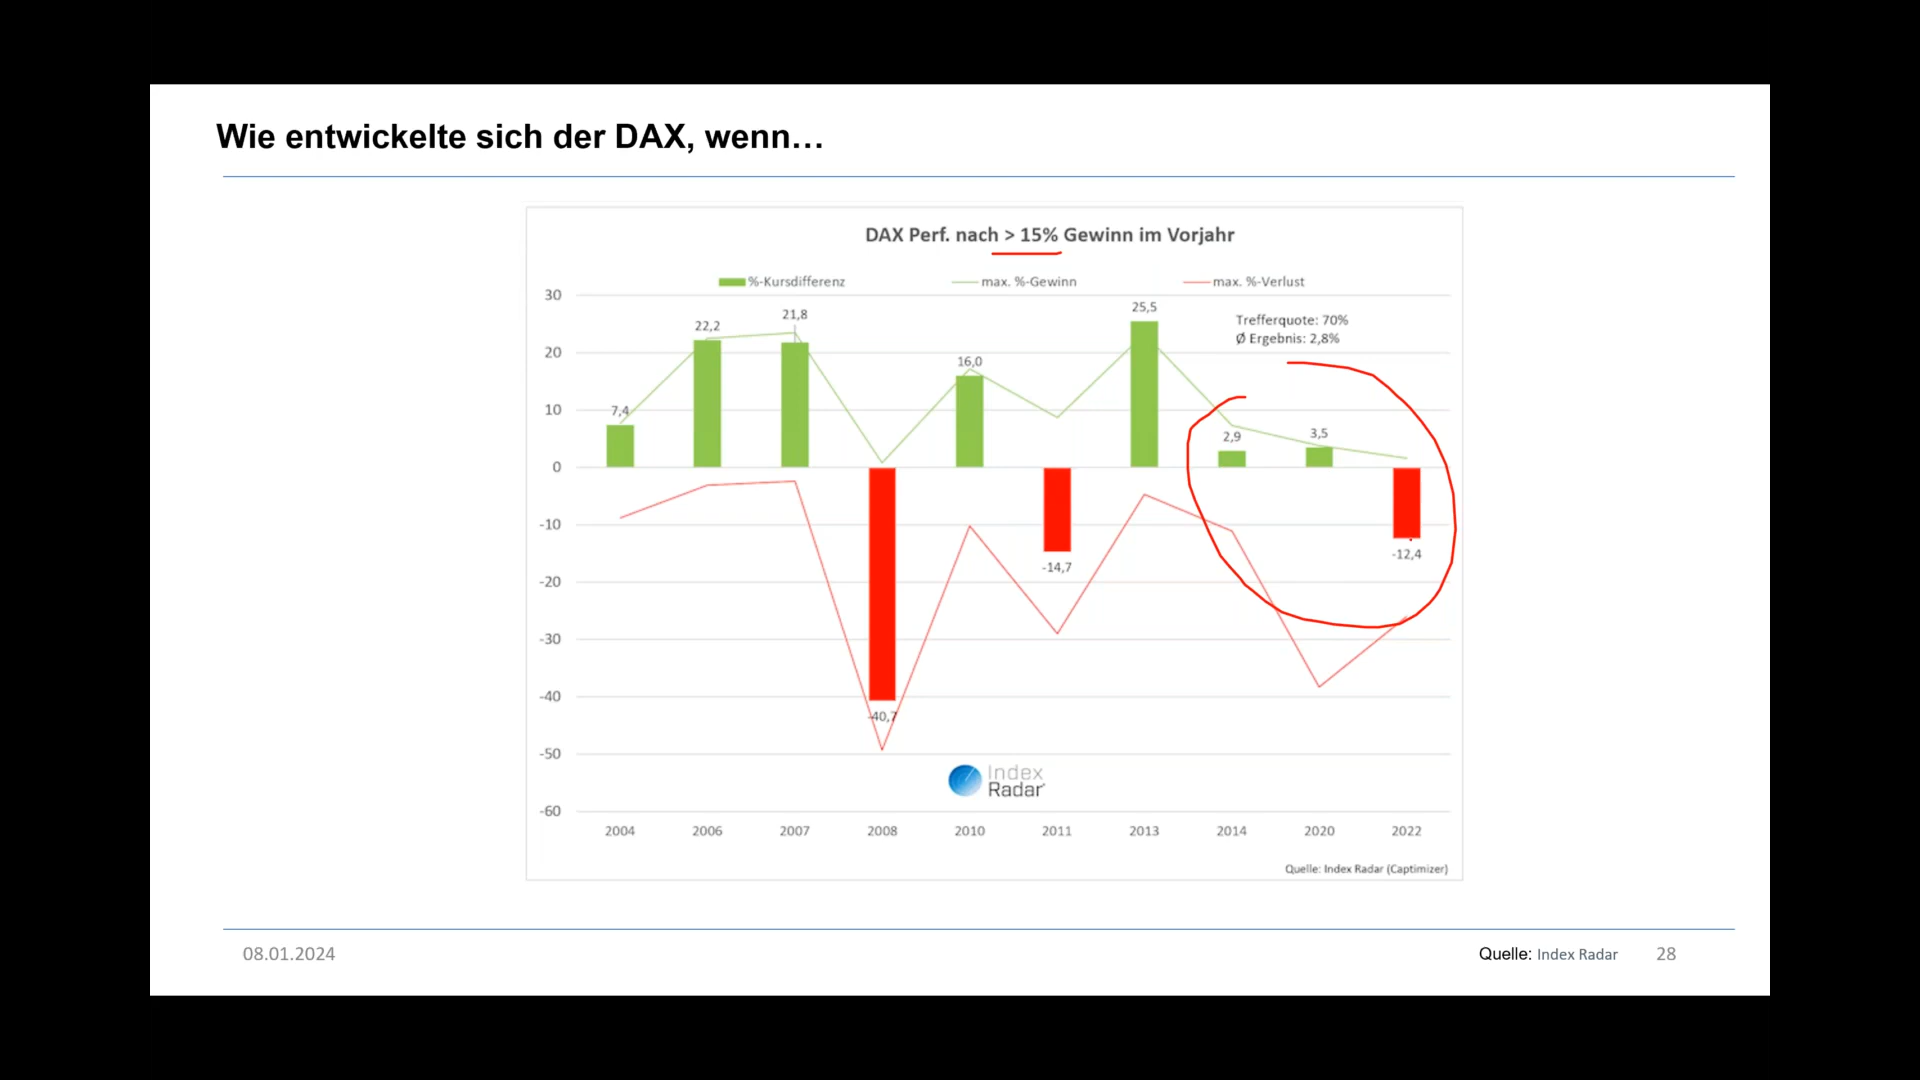 Wie entwickelte sich der DAX, wenn…
DAX Perf. nach > 15% Gewinn im Vorjahr
%-Kursdifferenz
max. %-Gewinn
max. %-Verlust
Trefferquote: 70%
Ø Ergebnis: 2,8%
30
20
10
0
-10
-20
-30
-40
-50
-60
7,4
22,2
21,8
-40,7
16,0
-14,7
25,5
2,9
3,5
-12,4
Index
Radar
2004 2006 2007 2008 2010 2011 2013 2014 2020 2022
Quelle: Index Radar (Captimizer)
08.01.2024
Quelle: Index Radar
28